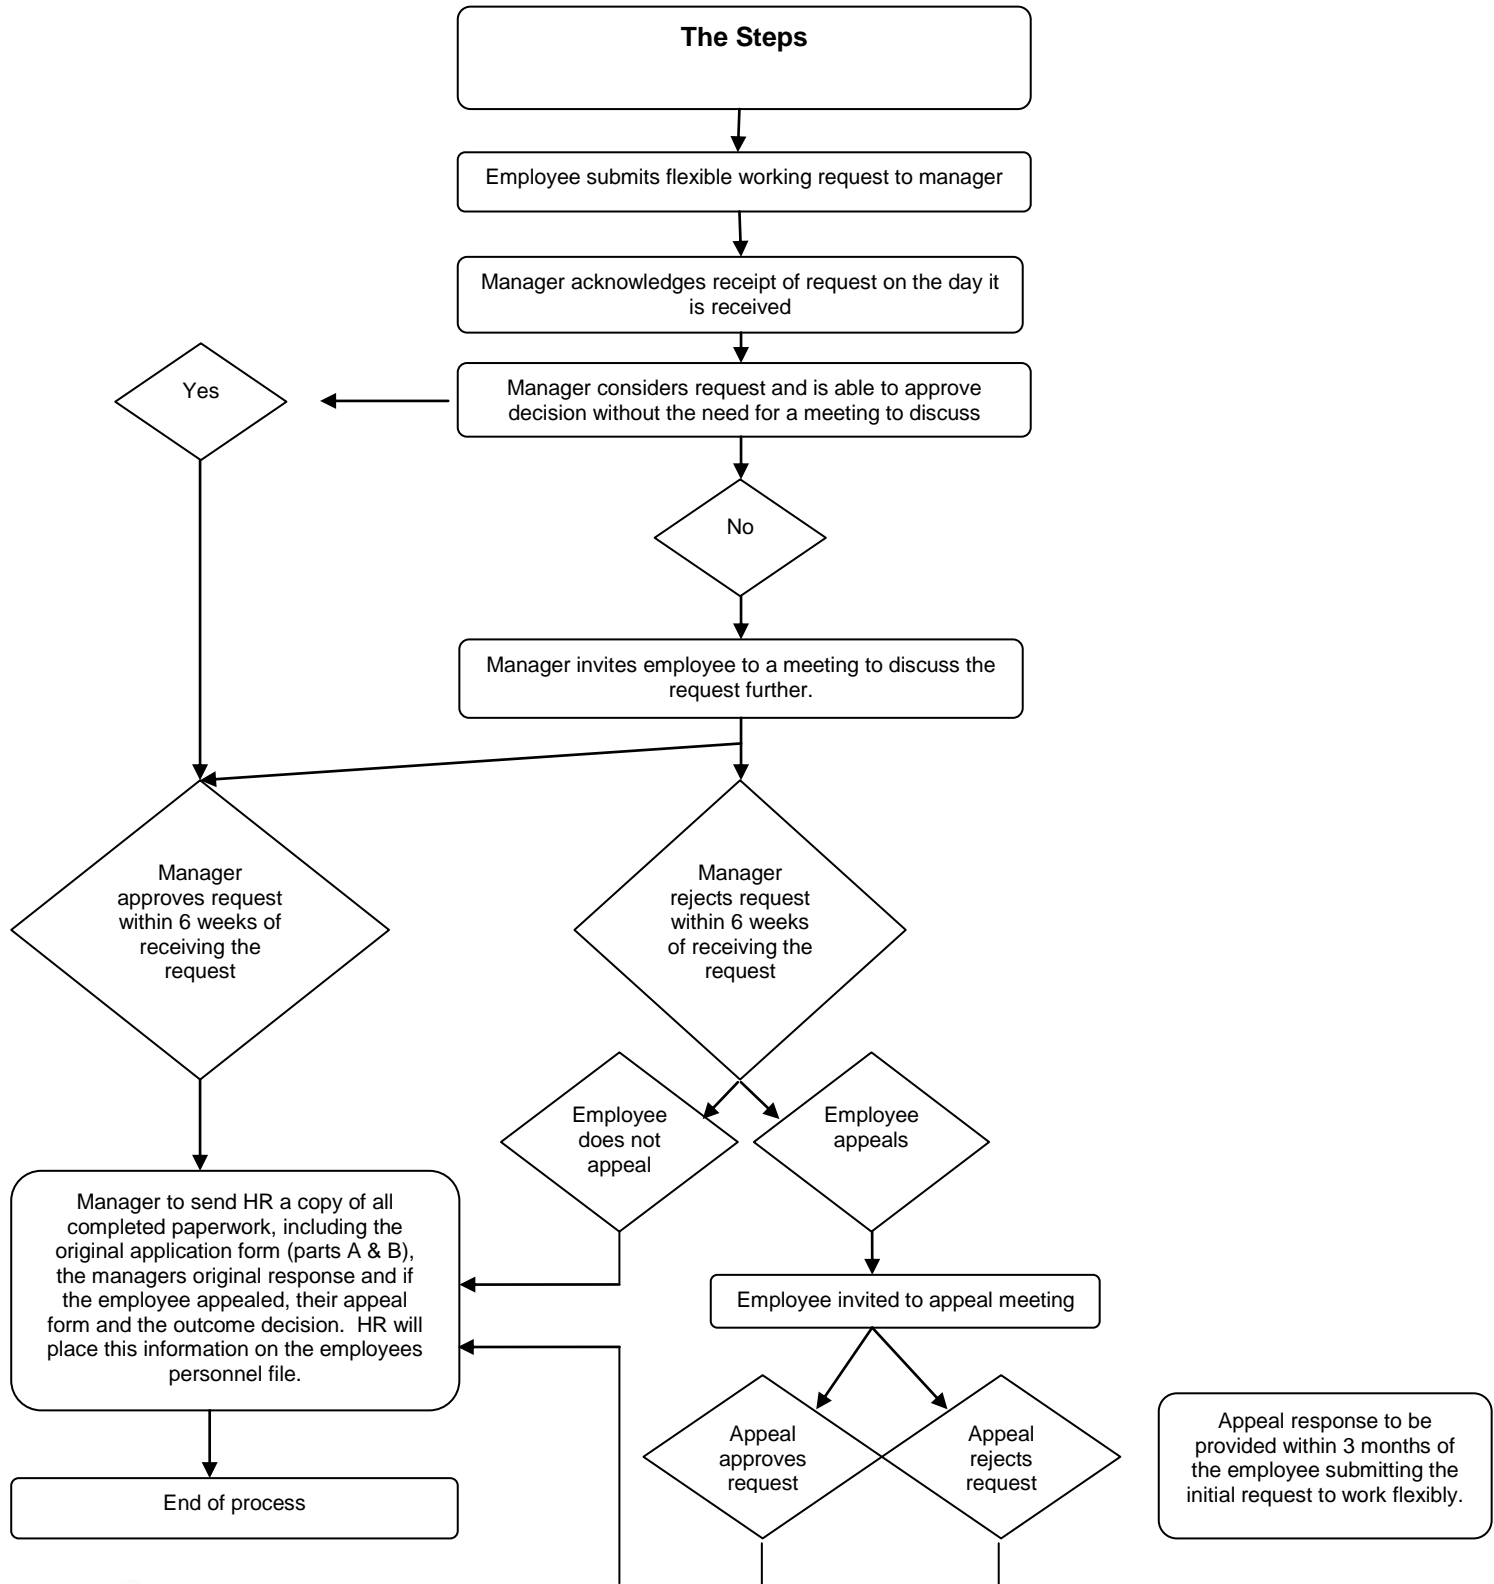 The Steps
Employee submits flexible working request to manager
Manager acknowledges receipt of request on the day it
is received
Yes
Manager considers request and is able to approve
decision without the need for a meeting to discuss
No
Manager invites employee to a meeting to discuss the
request further.
Manager
approves request
within 6 weeks of
receiving the
request
Manager
rejects request
within 6 weeks
of receiving the
request
Employee
does not
appeal
Employee
appeals
Manager to send HR a copy of all
completed paperwork, including the
original application form (parts A & B),
the managers original response and if
the employee appealed, their appeal
form and the outcome decision.  HR will
place this information on the employees
personnel file.
Employee invited to appeal meeting
Appeal
approves
request
Appeal
rejects
request
Appeal response to be
provided within 3 months of
the employee submitting the
initial request to work flexibly.
End of process